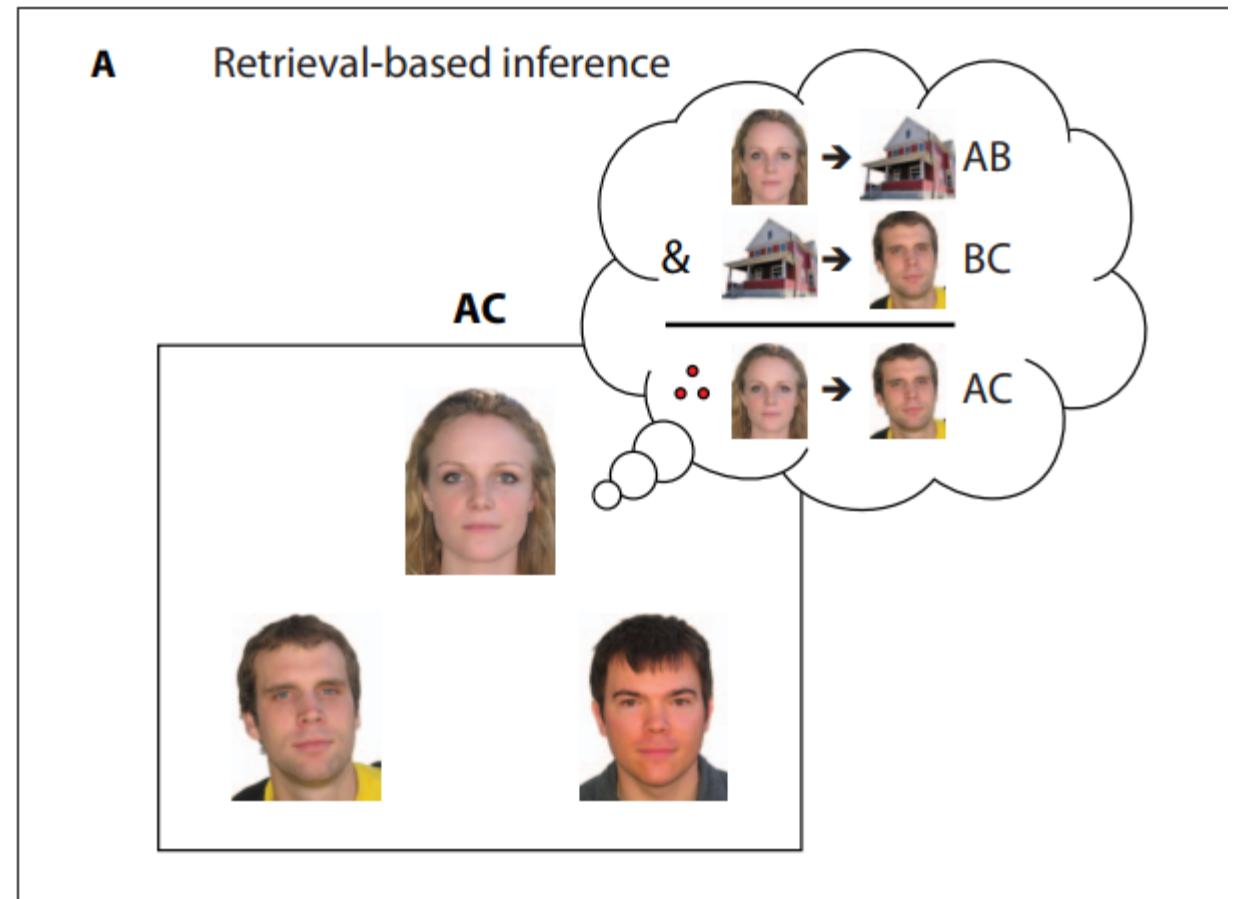 A Retrieval-based inference
➔ AB
& ➔ BC
AC
∴ ➔ AC